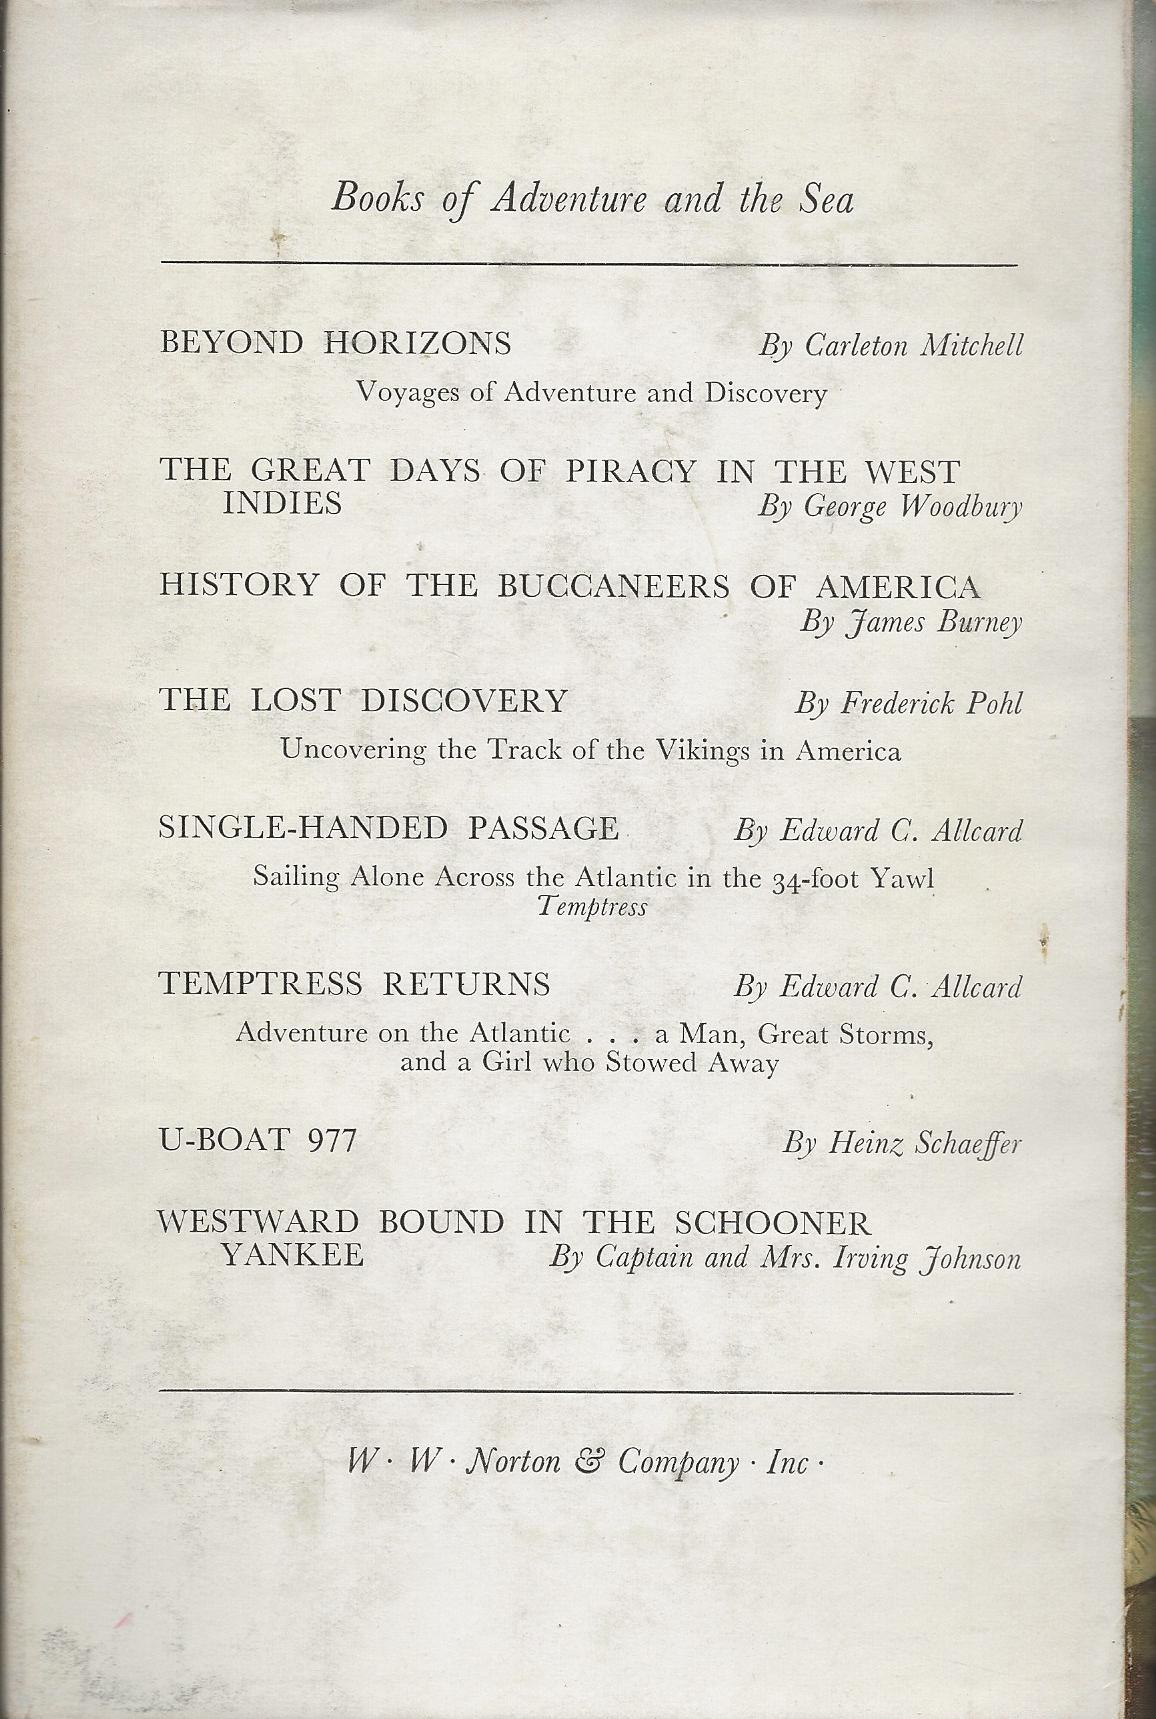 Books of Adventure and the Sea
BEYOND HORIZONS By Carleton Mitchell
Voyages of Adventure and Discovery
THE GREAT DAYS OF PIRACY IN THE WEST
INDIES By George Woodbury
HISTORY OF THE BUCCANEERS OF AMERICA
By James Burney
THE LOST DISCOVERY By Frederick Pohl
Uncovering the Track of the Vikings in America
SINGLE-HANDED PASSAGE By Edward C. Allcard
Sailing Alone Across the Atlantic in the 34-foot Yawl
Temptress
TEMPTRESS RETURNS By Edward C. Allcard
Adventure on the Atlantic . . . a Man, Great Storms,
and a Girl who Stowed Away
U-BOAT 977 By Heinz Schaeffer
WESTWARD BOUND IN THE SCHOONER
YANKEE By Captain and Mrs. Irving Johnson
W · W · Norton & Company · Inc ·